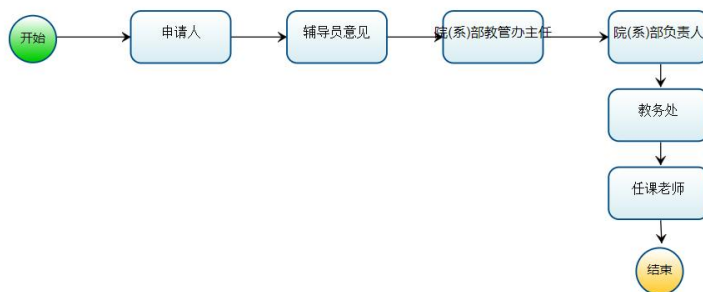 开始
申请人
辅导员意见
院(系)部教管办主任
院(系)部负责人
教务处
任课老师
结束